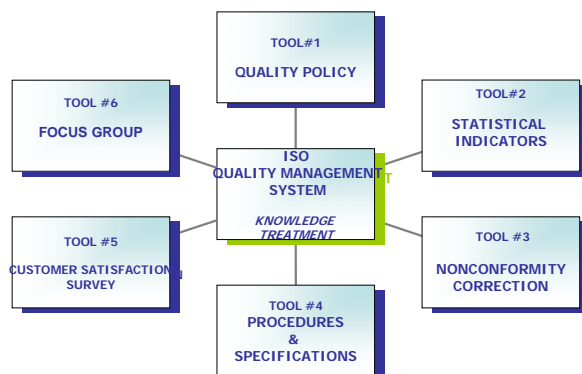 TOOL#1
QUALITY POLICY
TOOL #6
FOCUS GROUP
TOOL#2
STATISTICAL
INDICATORS
ISO
QUALITY MANAGEMENT
SYSTEM
KNOWLEDGE
TREATMENT
TOOL #5
CUSTOMER SATISFACTION
SURVEY
TOOL #3
NONCONFORMITY
CORRECTION
TOOL #4
PROCEDURES
&
SPECIFICATIONS